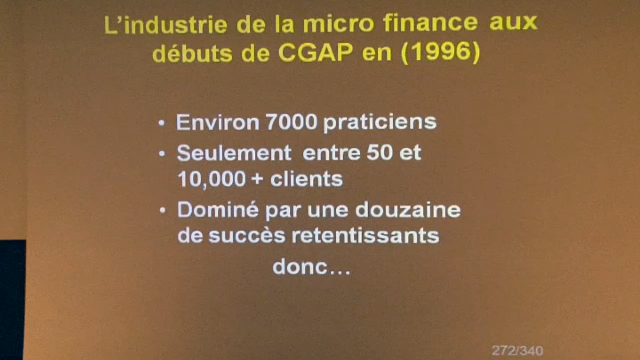 L'industrie de la micro finance aux
débuts de CGAP en (1996)
• Environ 7000 praticiens
• Seulement entre 50 et
10,000 + clients
• Dominé par une douzaine
de succès retentissants
donc…
272/340